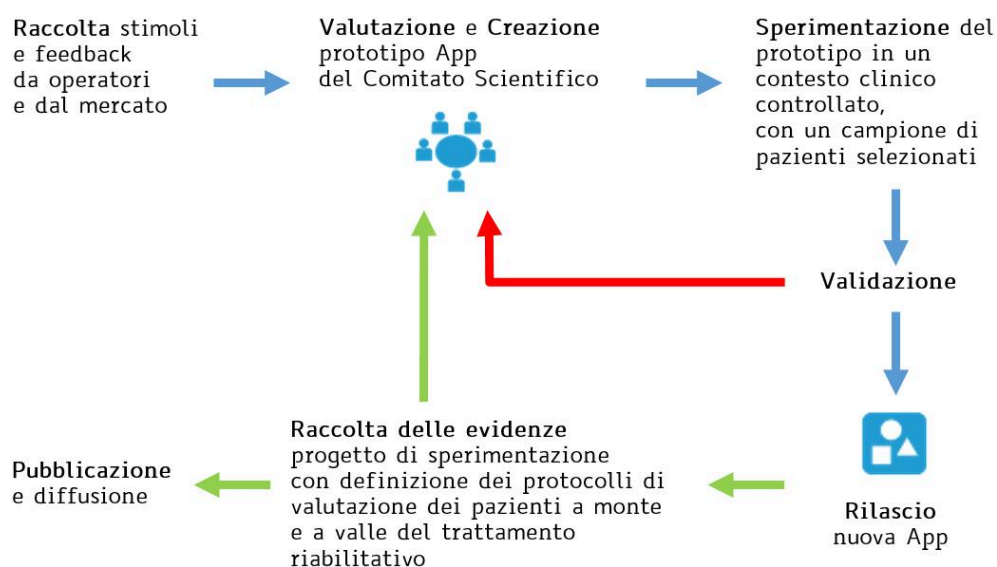 Raccolta stimoli
e feedback
da operatori
e dal mercato
Valutazione e Creazione
prototipo App
del Comitato Scientifico
Sperimentazione del
prototipo in un
contesto clinico
controllato,
con un campione di
pazienti selezionati
Validazione
Rilascio
nuova App
Raccolta delle evidenze
progetto di sperimentazione
con definizione dei protocolli di
valutazione dei pazienti a monte
e a valle del trattamento
riabilitativo
Pubblicazione
e diffusione